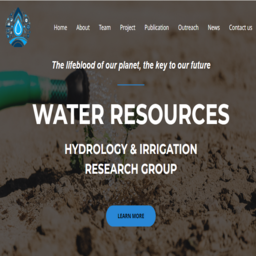 Home About Team Project Publication Outreach News Contact us
The lifeblood of our planet, the key to our future
WATER RESOURCES
HYDROLOGY & IRRIGATION
RESEARCH GROUP
LEARN MORE